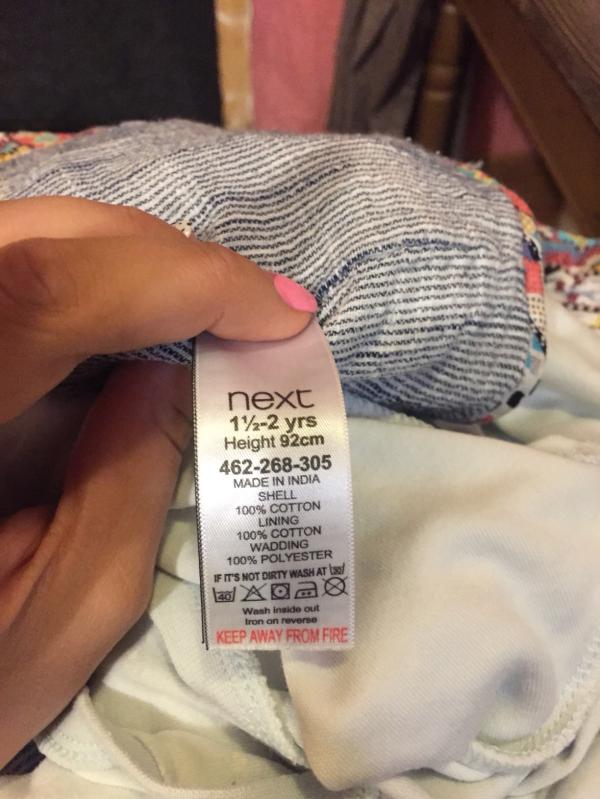 next
1½-2 yrs
Height 92cm
462-268-305
MADE IN INDIA
SHELL
100% COTTON
LINING
100% COTTON
WADDING
100% POLYESTER
IF IT'S NOT DIRTY WASH AT 30
40
Wash inside out
Iron on reverse
KEEP AWAY FROM FIRE